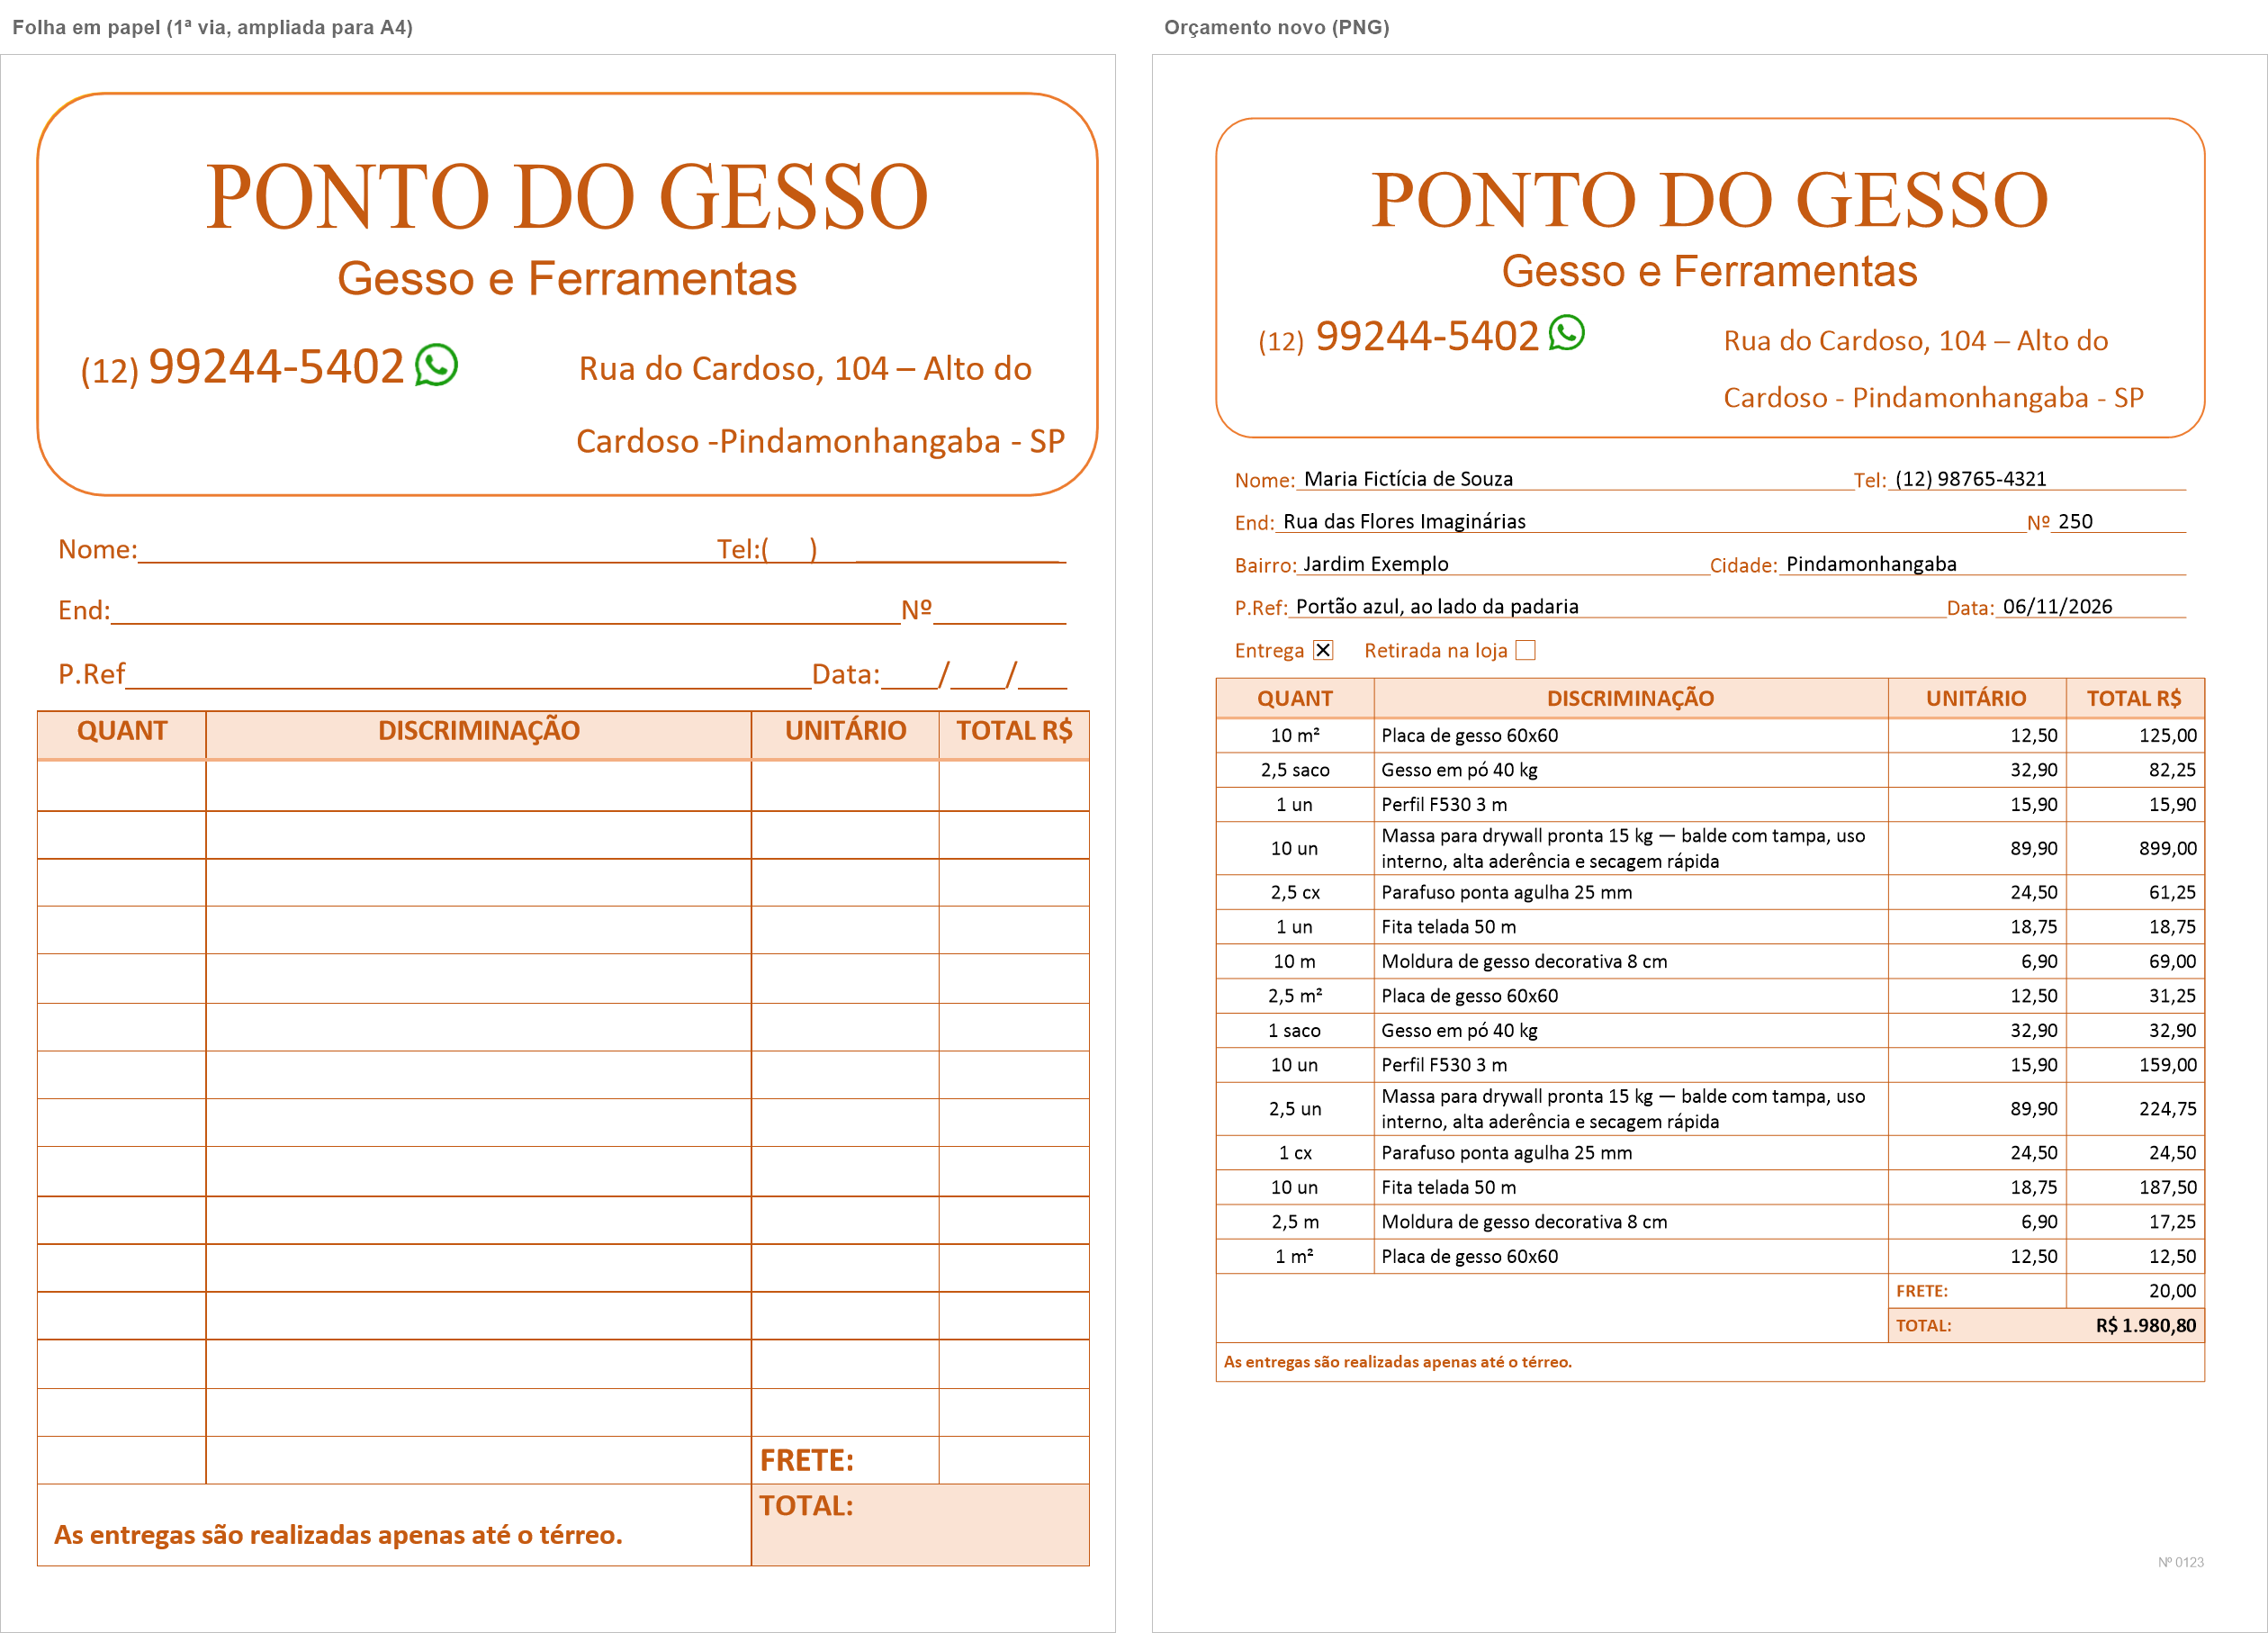 Folha em papel (1ª via, ampliada para A4)
PONTO DO GESSO
Gesso e Ferramentas
(12) 99244-5402
Rua do Cardoso, 104 – Alto do
Cardoso -Pindamonhangaba - SP
Nome: Tel:( )
End: Nº
P.Ref Data: / /
QUANT DISCRIMINAÇÃO UNITÁRIO TOTAL R$
FRETE:
TOTAL:
As entregas são realizadas apenas até o térreo.
Orçamento novo (PNG)
PONTO DO GESSO
Gesso e Ferramentas
(12) 99244-5402
Rua do Cardoso, 104 – Alto do
Cardoso - Pindamonhangaba - SP
Nome: Maria Fictícia de Souza Tel: (12) 98765-4321
End: Rua das Flores Imaginárias Nº 250
Bairro: Jardim Exemplo Cidade: Pindamonhangaba
P.Ref: Portão azul, ao lado da padaria Data: 06/11/2026
Entrega ☒ Retirada na loja ☐
QUANT DISCRIMINAÇÃO UNITÁRIO TOTAL R$
10 m² Placa de gesso 60x60 12,50 125,00
2,5 saco Gesso em pó 40 kg 32,90 82,25
1 un Perfil F530 3 m 15,90 15,90
10 un Massa para drywall pronta 15 kg — balde com tampa, uso
interno, alta aderência e secagem rápida 89,90 899,00
2,5 cx Parafuso ponta agulha 25 mm 24,50 61,25
1 un Fita telada 50 m 18,75 18,75
10 m Moldura de gesso decorativa 8 cm 6,90 69,00
2,5 m² Placa de gesso 60x60 12,50 31,25
1 saco Gesso em pó 40 kg 32,90 32,90
10 un Perfil F530 3 m 15,90 159,00
2,5 un Massa para drywall pronta 15 kg — balde com tampa, uso
interno, alta aderência e secagem rápida 89,90 224,75
1 cx Parafuso ponta agulha 25 mm 24,50 24,50
10 un Fita telada 50 m 18,75 187,50
2,5 m Moldura de gesso decorativa 8 cm 6,90 17,25
1 m² Placa de gesso 60x60 12,50 12,50
FRETE: 20,00
TOTAL: R$ 1.980,80
As entregas são realizadas apenas até o térreo.
Nº 0123